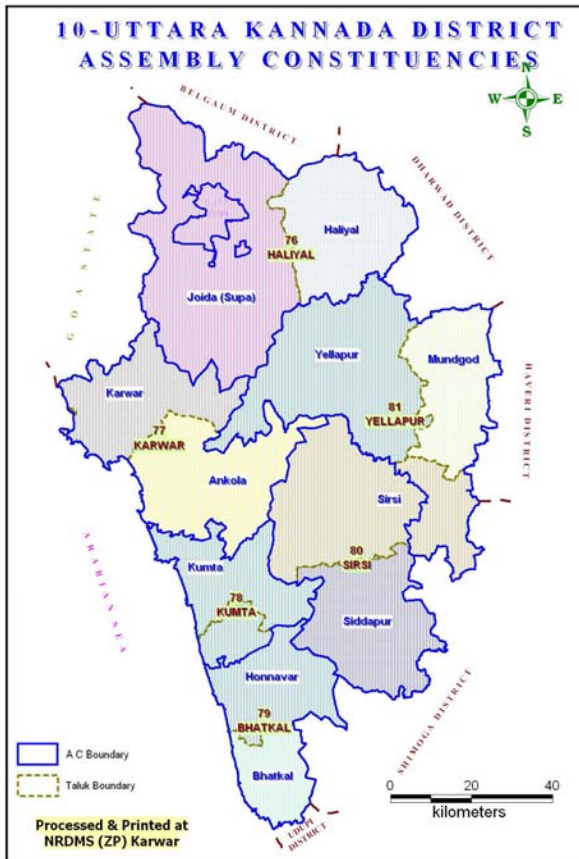 10-UTTARA KANNADA DISTRICT
ASSEMBLY CONSTITUENCIES
N
W E
S
BELGAUM DISTRICT
DHARWAD DISTRICT
GOA STATE
Haliyal
76
HALIYAL
Joida (Supa)
Yellapur
Mundgod
HAVERI DISTRICT
Karwar
81
YELLAPUR
77
KARWAR
Ankola
Sirsi
ARABIAN SEA
80
SIRSI
Kumta
78
KUMTA
Siddapur
Honnavar
SHIMOGA DISTRICT
79
BHATKAL
Bhatkal
UDUPI
DISTRICT
A C Boundary
Taluk Boundary
0 20 40
kilometers
Processed & Printed at
NRDMS (ZP) Karwar